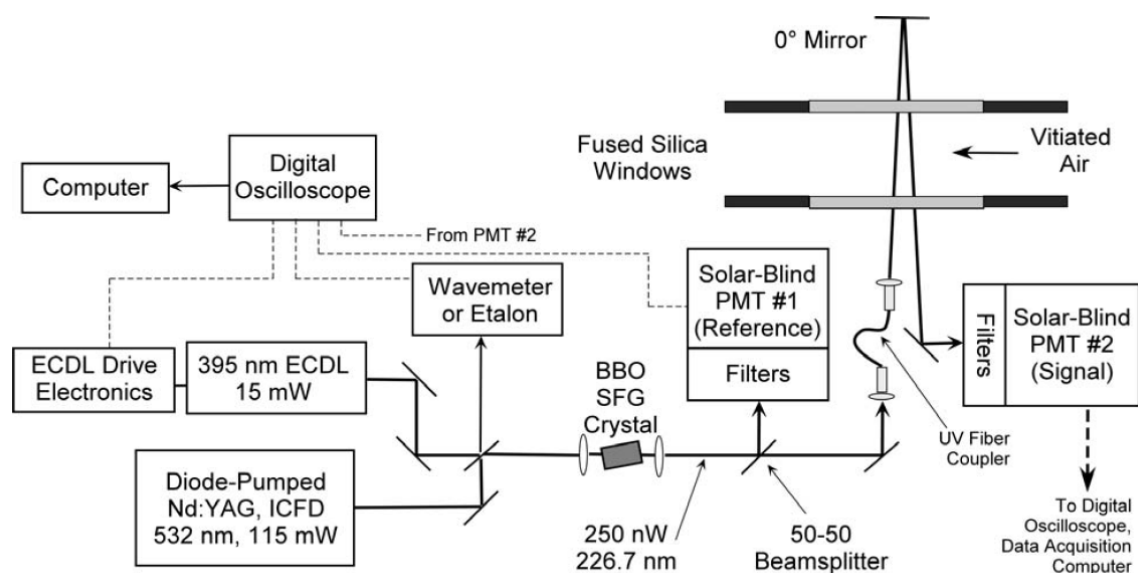 0° Mirror
Fused Silica
Windows
Vitiated
Air
Digital
Oscilloscope
Computer
From PMT #2
Wavemeter
or Etalon
Solar-Blind
PMT #1
(Reference)
Filters
Filters
Solar-Blind
PMT #2
(Signal)
ECDL Drive
Electronics
395 nm ECDL
15 mW
BBO
SFG
Crystal
UV Fiber
Coupler
Diode-Pumped
Nd:YAG, ICFD
532 nm, 115 mW
250 nW
226.7 nm
50-50
Beamsplitter
To Digital
Oscilloscope,
Data Acquisition
Computer